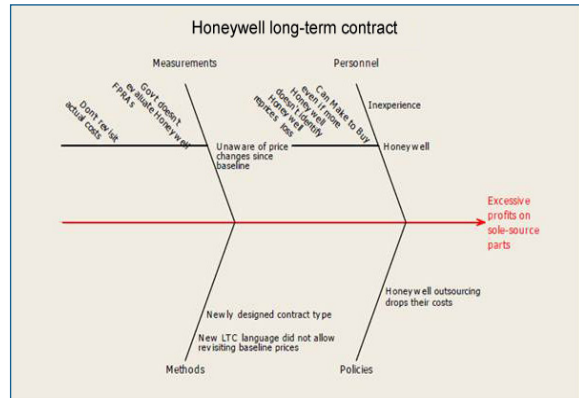 Honeywell long-term contract
Measurements
Personnel
Don't revisit
actual costs
Govt doesn't
evaluate Honeywell
FPRAs
Unaware of price
changes since
baseline
Can Make to Buy
even if more
Honeywell
doesn't identify
Honeywell
reprices loss
Inexperience
Honeywell
Excessive
profits on
sole-source
parts
Newly designed contract type
New LTC language did not allow
revisiting baseline prices
Methods
Honeywell outsourcing
drops their costs
Policies